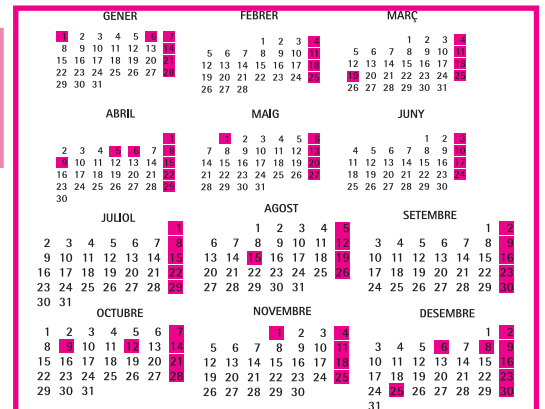 GENER
1 2 3 4 5 6 7
8 9 10 11 12 13 14
15 16 17 18 19 20 21
22 23 24 25 26 27 28
29 30 31
FEBRER
1 2 3 4
5 6 7 8 9 10 11
12 13 14 15 16 17 18
19 20 21 22 23 24 25
26 27 28
MARÇ
1 2 3 4
5 6 7 8 9 10 11
12 13 14 15 16 17 18
19 20 21 22 23 24 25
26 27 28 29 30 31
ABRIL
1
2 3 4 5 6 7 8
9 10 11 12 13 14 15
16 17 18 19 20 21 22
23 24 25 26 27 28 29
30
MAIG
1 2 3 4 5 6
7 8 9 10 11 12 13
14 15 16 17 18 19 20
21 22 23 24 25 26 27
28 29 30 31
JUNY
1 2 3
4 5 6 7 8 9 10
11 12 13 14 15 16 17
18 19 20 21 22 23 24
25 26 27 28 29 30
JULIOL
1
2 3 4 5 6 7 8
9 10 11 12 13 14 15
16 17 18 19 20 21 22
23 24 25 26 27 28 29
30 31
AGOST
1 2 3 4 5
6 7 8 9 10 11 12
13 14 15 16 17 18 19
20 21 22 23 24 25 26
27 28 29 30 31
SETEMBRE
1 2
3 4 5 6 7 8 9
10 11 12 13 14 15 16
17 18 19 20 21 22 23
24 25 26 27 28 29 30
OCTUBRE
1 2 3 4 5 6 7
8 9 10 11 12 13 14
15 16 17 18 19 20 21
22 23 24 25 26 27 28
29 30 31
NOVEMBRE
1 2 3 4
5 6 7 8 9 10 11
12 13 14 15 16 17 18
19 20 21 22 23 24 25
26 27 28 29 30
DESEMBRE
1 2
3 4 5 6 7 8 9
10 11 12 13 14 15 16
17 18 19 20 21 22 23
24 25 26 27 28 29 30
31